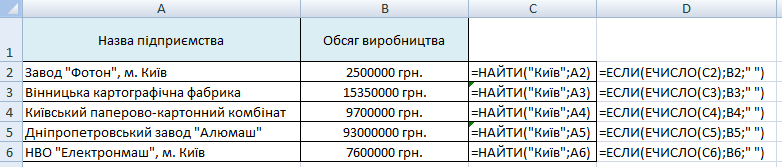 A B C D
1 Назва підприємства Обсяг виробництва
2 Завод "Фотон", м. Київ 2500000 грн. =НАЙТИ("Київ";A2) =ЕСЛИ(ЕЧИСЛО(C2);B2;" ")
3 Вінницька картографічна фабрика 15350000 грн. =НАЙТИ("Київ";A3) =ЕСЛИ(ЕЧИСЛО(C3);B3;" ")
4 Київський паперово-картонний комбінат 9700000 грн. =НАЙТИ("Київ";A4) =ЕСЛИ(ЕЧИСЛО(C4);B4;" ")
5 Дніпропетровський завод "Алюмаш" 93000000 грн. =НАЙТИ("Київ";A5) =ЕСЛИ(ЕЧИСЛО(C5);B5;" ")
6 НВО "Електронмаш", м. Київ 7600000 грн. =НАЙТИ("Київ";A6) =ЕСЛИ(ЕЧИСЛО(C6);B6;" ")